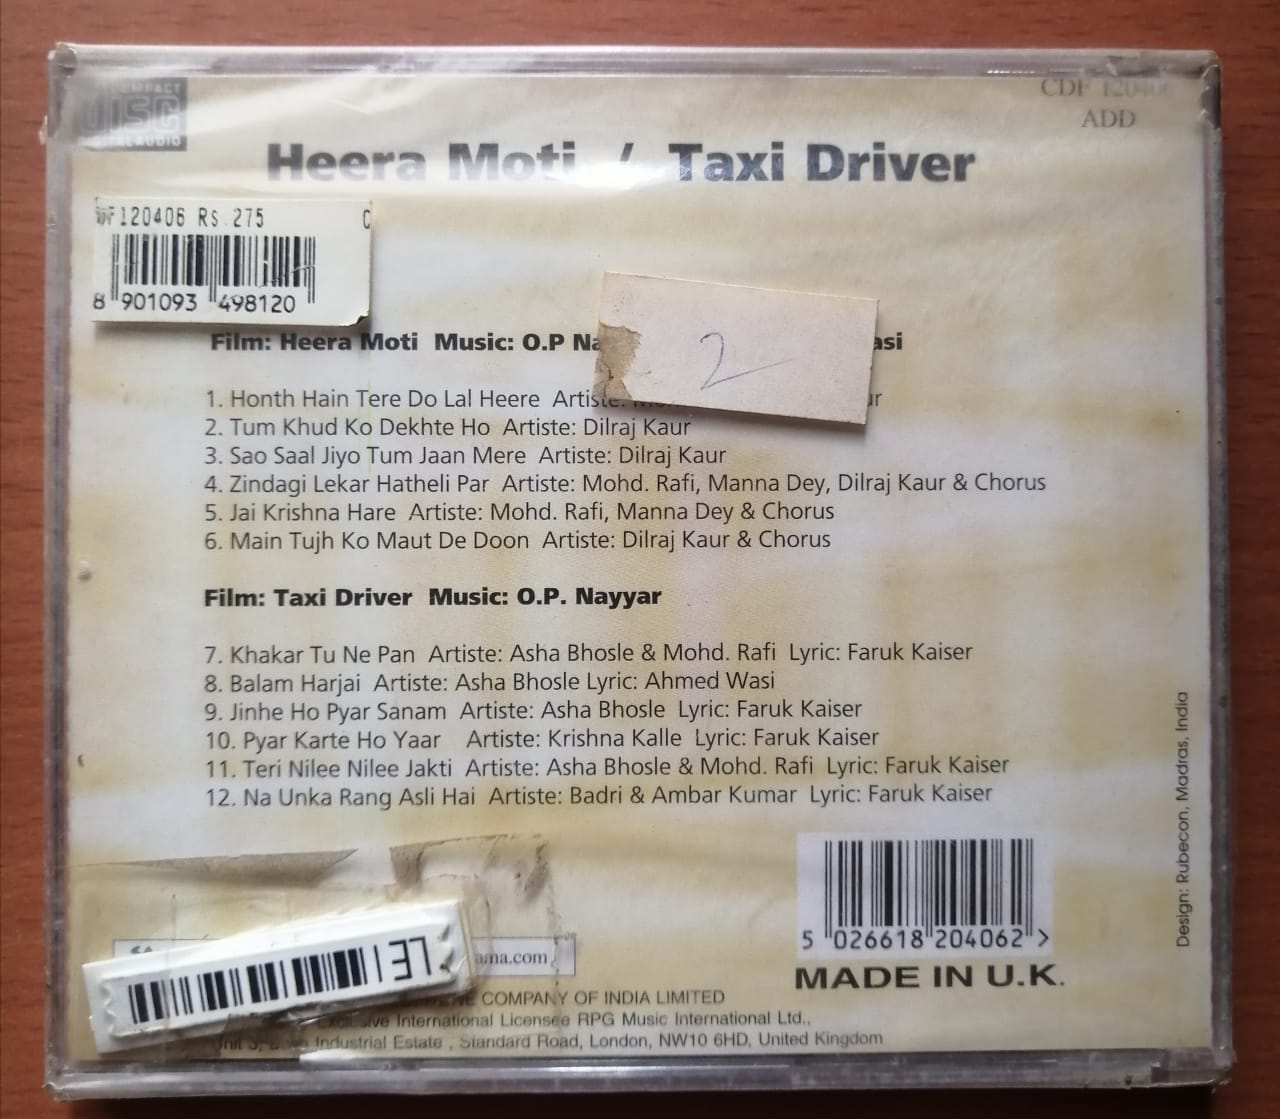 COMPACT
DISC
DIGITAL AUDIO
CDF 120406
ADD
Heera Moti / Taxi Driver
120406 Rs.275
8 901093 498120
2
Film: Heera Moti Music: O.P
1. Honth Hain Tere Do Lal Heere Artiste:
2. Tum Khud Ko Dekhte Ho Artiste: Dilraj Kaur
3. Sao Saal Jiyo Tum Jaan Mere Artiste: Dilraj Kaur
4. Zindagi Lekar Hatheli Par Artiste: Mohd. Rafi, Manna Dey, Dilraj Kaur & Chorus
5. Jai Krishna Hare Artiste: Mohd. Rafi, Manna Dey & Chorus
6. Main Tujh Ko Maut De Doon Artiste: Dilraj Kaur & Chorus
Film: Taxi Driver Music: O.P. Nayyar
7. Khakar Tu Ne Pan Artiste: Asha Bhosle & Mohd. Rafi Lyric: Faruk Kaiser
8. Balam Harjai Artiste: Asha Bhosle Lyric: Ahmed Wasi
9. Jinhe Ho Pyar Sanam Artiste: Asha Bhosle Lyric: Faruk Kaiser
10. Pyar Karte Ho Yaar Artiste: Krishna Kalle Lyric: Faruk Kaiser
11. Teri Nilee Nilee Jakti Artiste: Asha Bhosle & Mohd. Rafi Lyric: Faruk Kaiser
12. Na Unka Rang Asli Hai Artiste: Badri & Ambar Kumar Lyric: Faruk Kaiser
Design: Rubecon, Madras, India
5 026618 204062 >
MADE IN U.K.
ama.com
LE
COMPANY OF INDIA LIMITED
International Licensee RPG Music International Ltd.,
Industrial Estate , Standard Road, London, NW10 6HD, United Kingdom